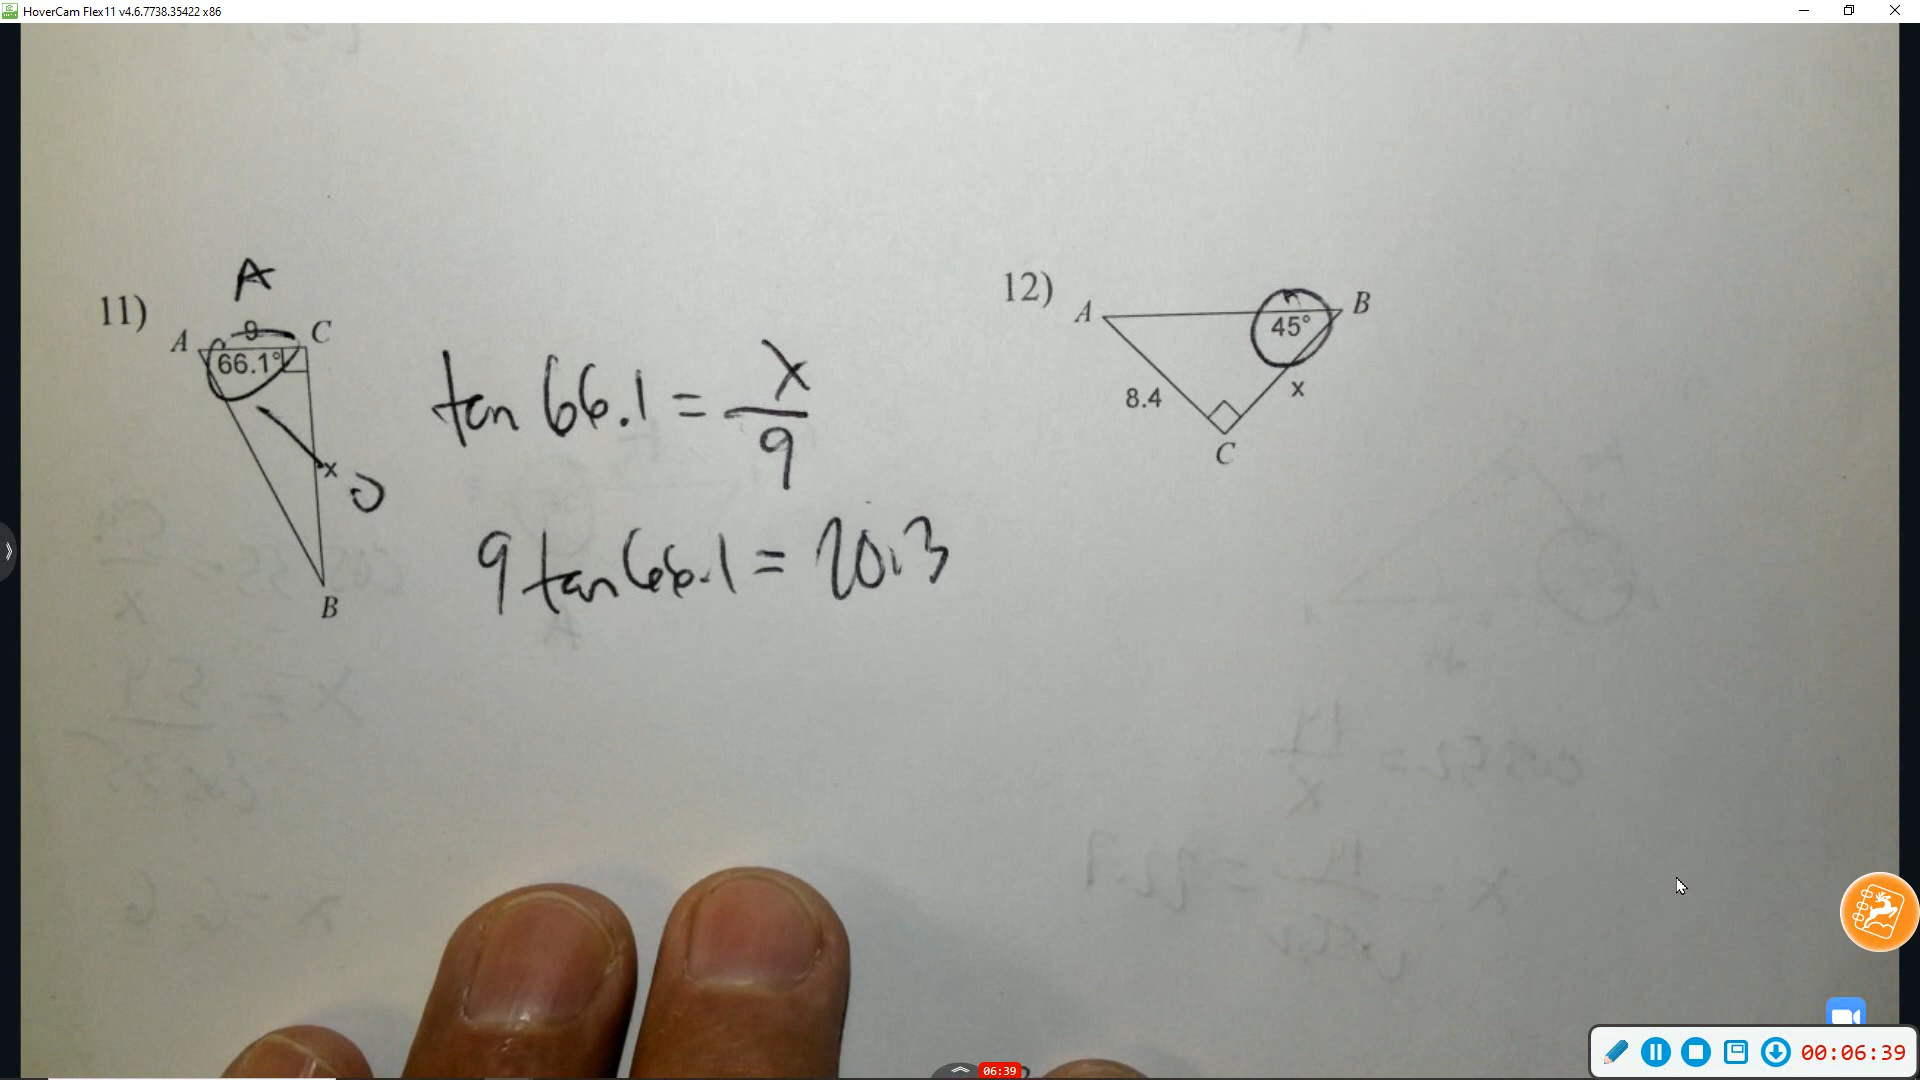 HoverCam Flex11 v4.6.7738.35422 x86
A
11)
A 9 C
66.1°
x O
B
tan 66.1 = x
9
9 tan 66.1 = 20.3
12)
A B
45°
8.4 x
C
00:06:39
06:39